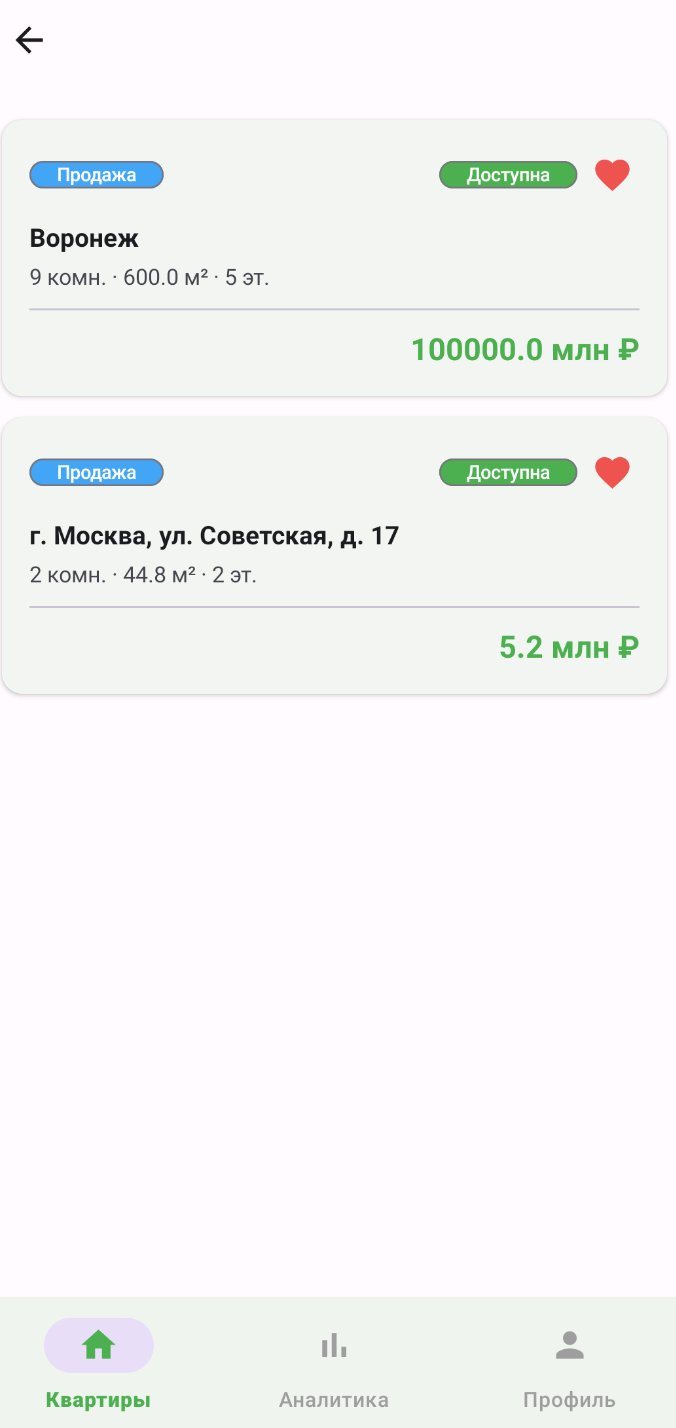 Продажа Доступна
Воронеж
9 комн. · 600.0 м² · 5 эт.
100000.0 млн ₽
Продажа Доступна
г. Москва, ул. Советская, д. 17
2 комн. · 44.8 м² · 2 эт.
5.2 млн ₽
Квартиры Аналитика Профиль